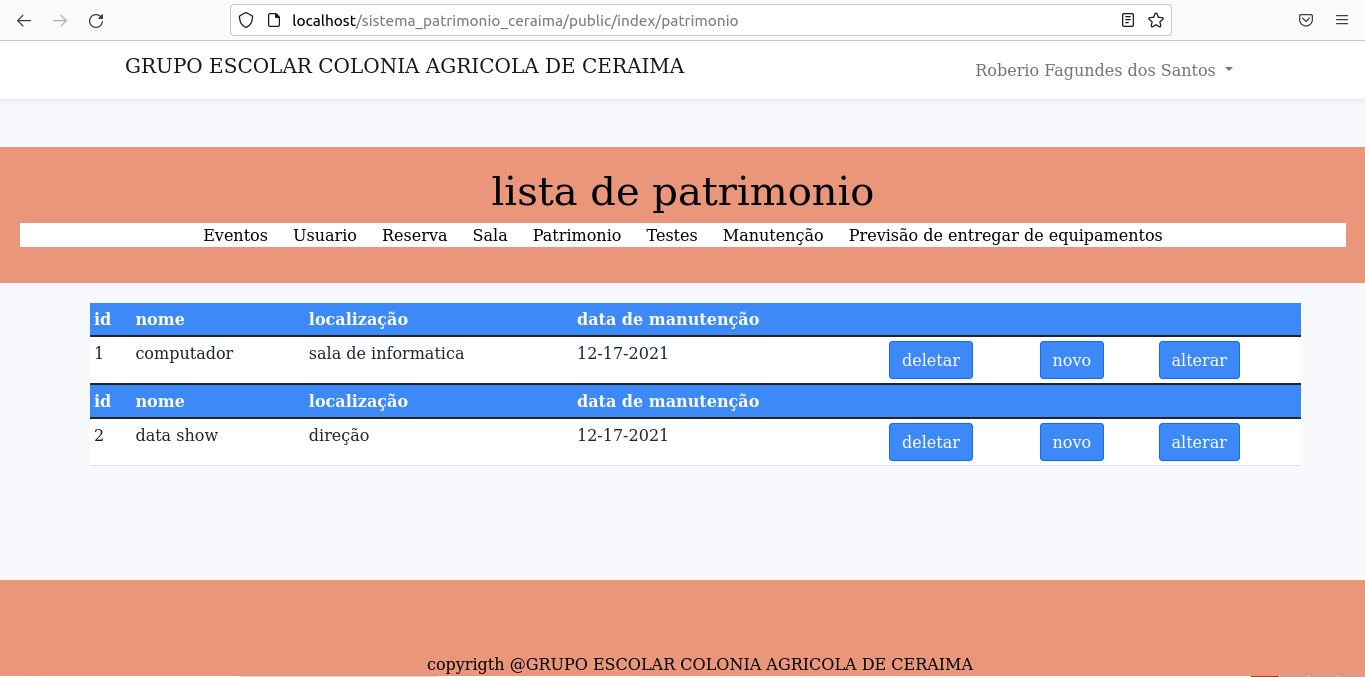 localhost/sistema_patrimonio_ceraima/public/index/patrimonio
GRUPO ESCOLAR COLONIA AGRICOLA DE CERAIMA
Roberio Fagundes dos Santos
lista de patrimonio
Eventos Usuario Reserva Sala Patrimonio Testes Manutenção Previsão de entregar de equipamentos
id nome localização data de manutenção
1 computador sala de informatica 12-17-2021 deletar novo alterar
id nome localização data de manutenção
2 data show direção 12-17-2021 deletar novo alterar
copyrigth @GRUPO ESCOLAR COLONIA AGRICOLA DE CERAIMA